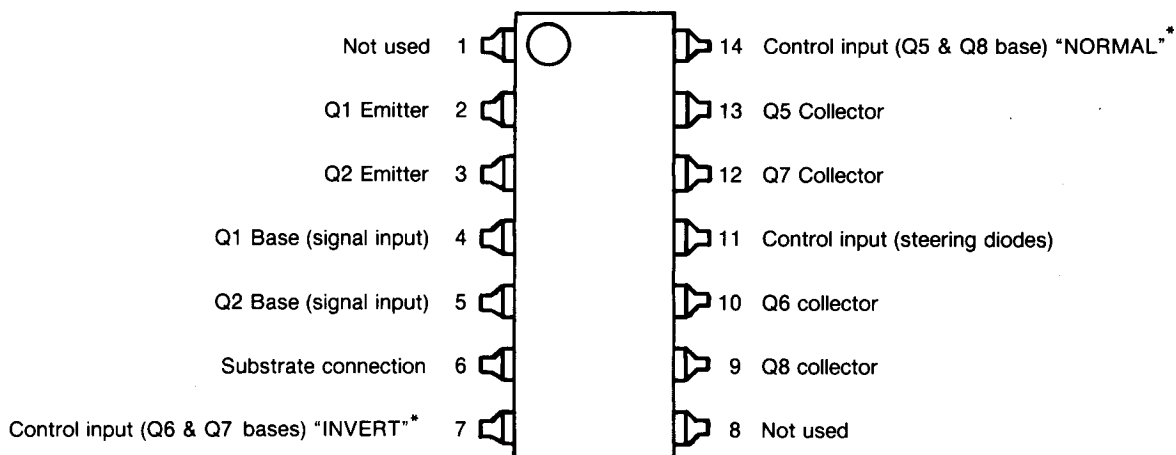 Not used 1
Q1 Emitter 2
Q2 Emitter 3
Q1 Base (signal input) 4
Q2 Base (signal input) 5
Substrate connection 6
Control input (Q6 & Q7 bases) “INVERT”* 7
14 Control input (Q5 & Q8 base) “NORMAL”*
13 Q5 Collector
12 Q7 Collector
11 Control input (steering diodes)
10 Q6 collector
9 Q8 collector
8 Not used